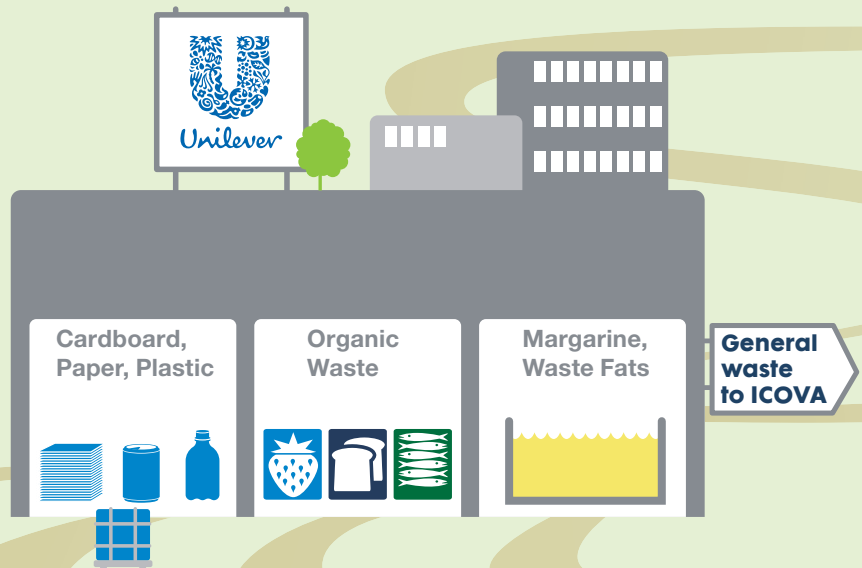 Unilever
Cardboard,
Paper, Plastic
Organic
Waste
Margarine,
Waste Fats
General
waste
to ICOVA